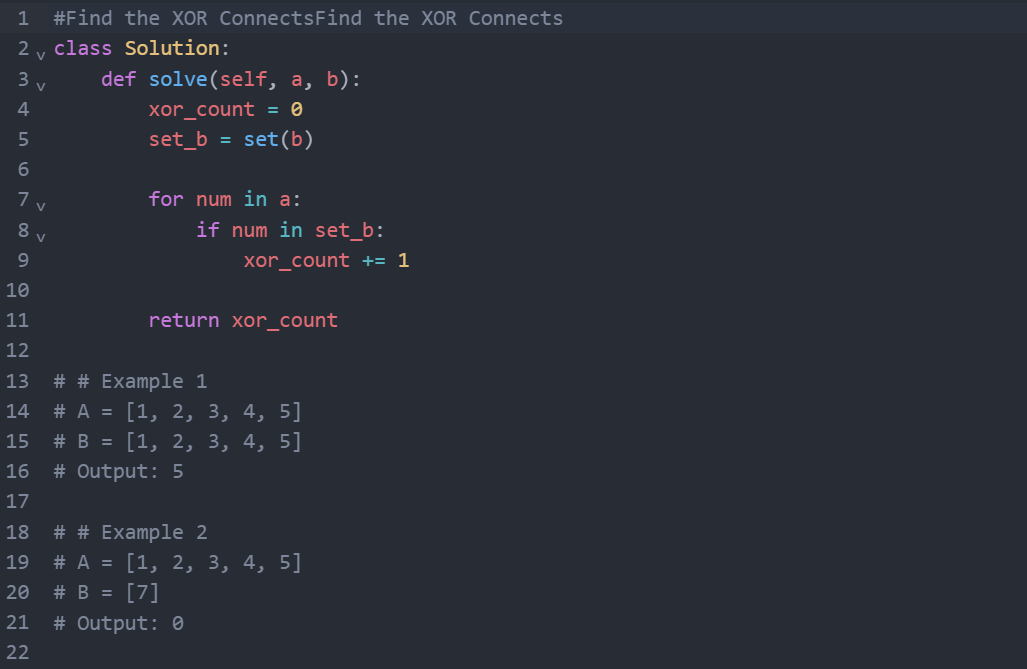 1 #Find the XOR ConnectsFind the XOR Connects
2 class Solution:
3     def solve(self, a, b):
4         xor_count = 0
5         set_b = set(b)
6
7         for num in a:
8             if num in set_b:
9                 xor_count += 1
10
11         return xor_count
12
13 # # Example 1
14 # A = [1, 2, 3, 4, 5]
15 # B = [1, 2, 3, 4, 5]
16 # Output: 5
17
18 # # Example 2
19 # A = [1, 2, 3, 4, 5]
20 # B = [7]
21 # Output: 0
22